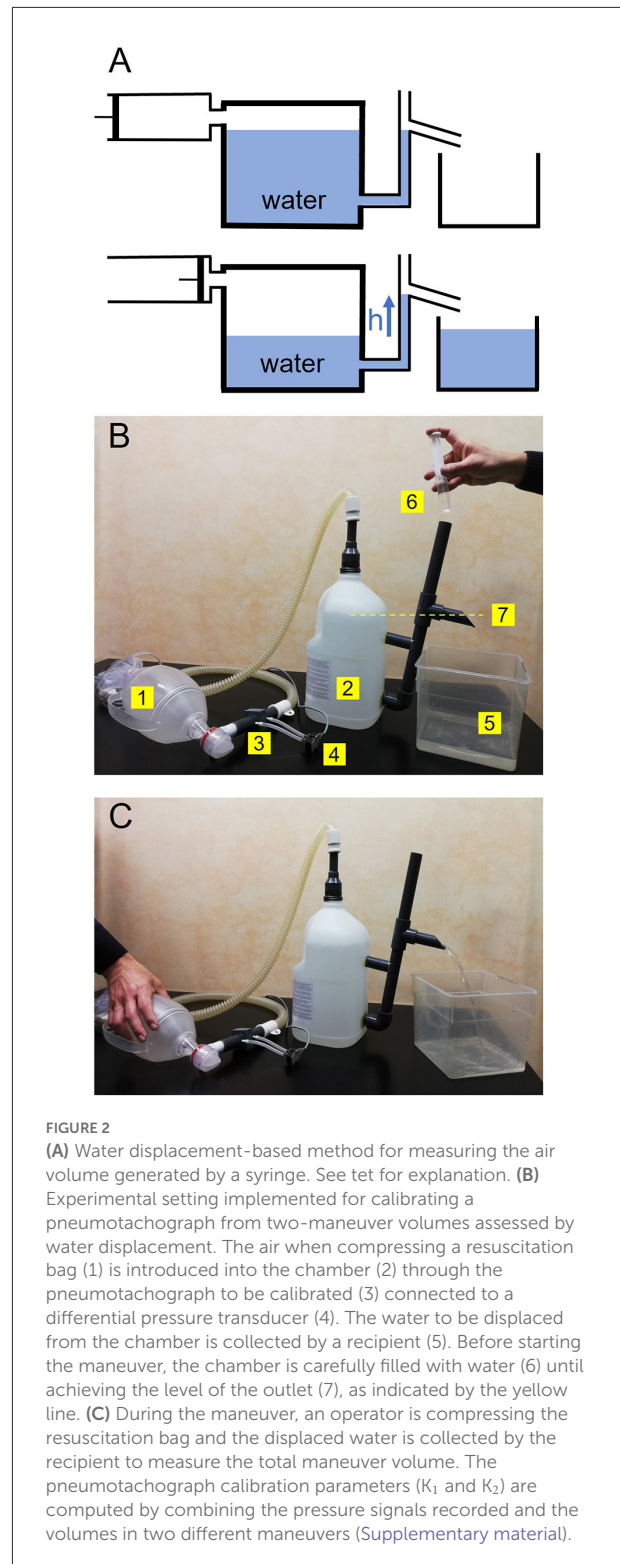 A
water
water
h
B
6
7
1
2
3
4
5
C
FIGURE 2
(A) Water displacement-based method for measuring the air
volume generated by a syringe. See tet for explanation. (B)
Experimental setting implemented for calibrating a
pneumotachograph from two-maneuver volumes assessed by
water displacement. The air when compressing a resuscitation
bag (1) is introduced into the chamber (2) through the
pneumotachograph to be calibrated (3) connected to a
differential pressure transducer (4). The water to be displaced
from the chamber is collected by a recipient (5). Before starting
the maneuver, the chamber is carefully filled with water (6) until
achieving the level of the outlet (7), as indicated by the yellow
line. (C) During the maneuver, an operator is compressing the
resuscitation bag and the displaced water is collected by the
recipient to measure the total maneuver volume. The
pneumotachograph calibration parameters (K₁ and K₂) are
computed by combining the pressure signals recorded and the
volumes in two different maneuvers (Supplementary material).